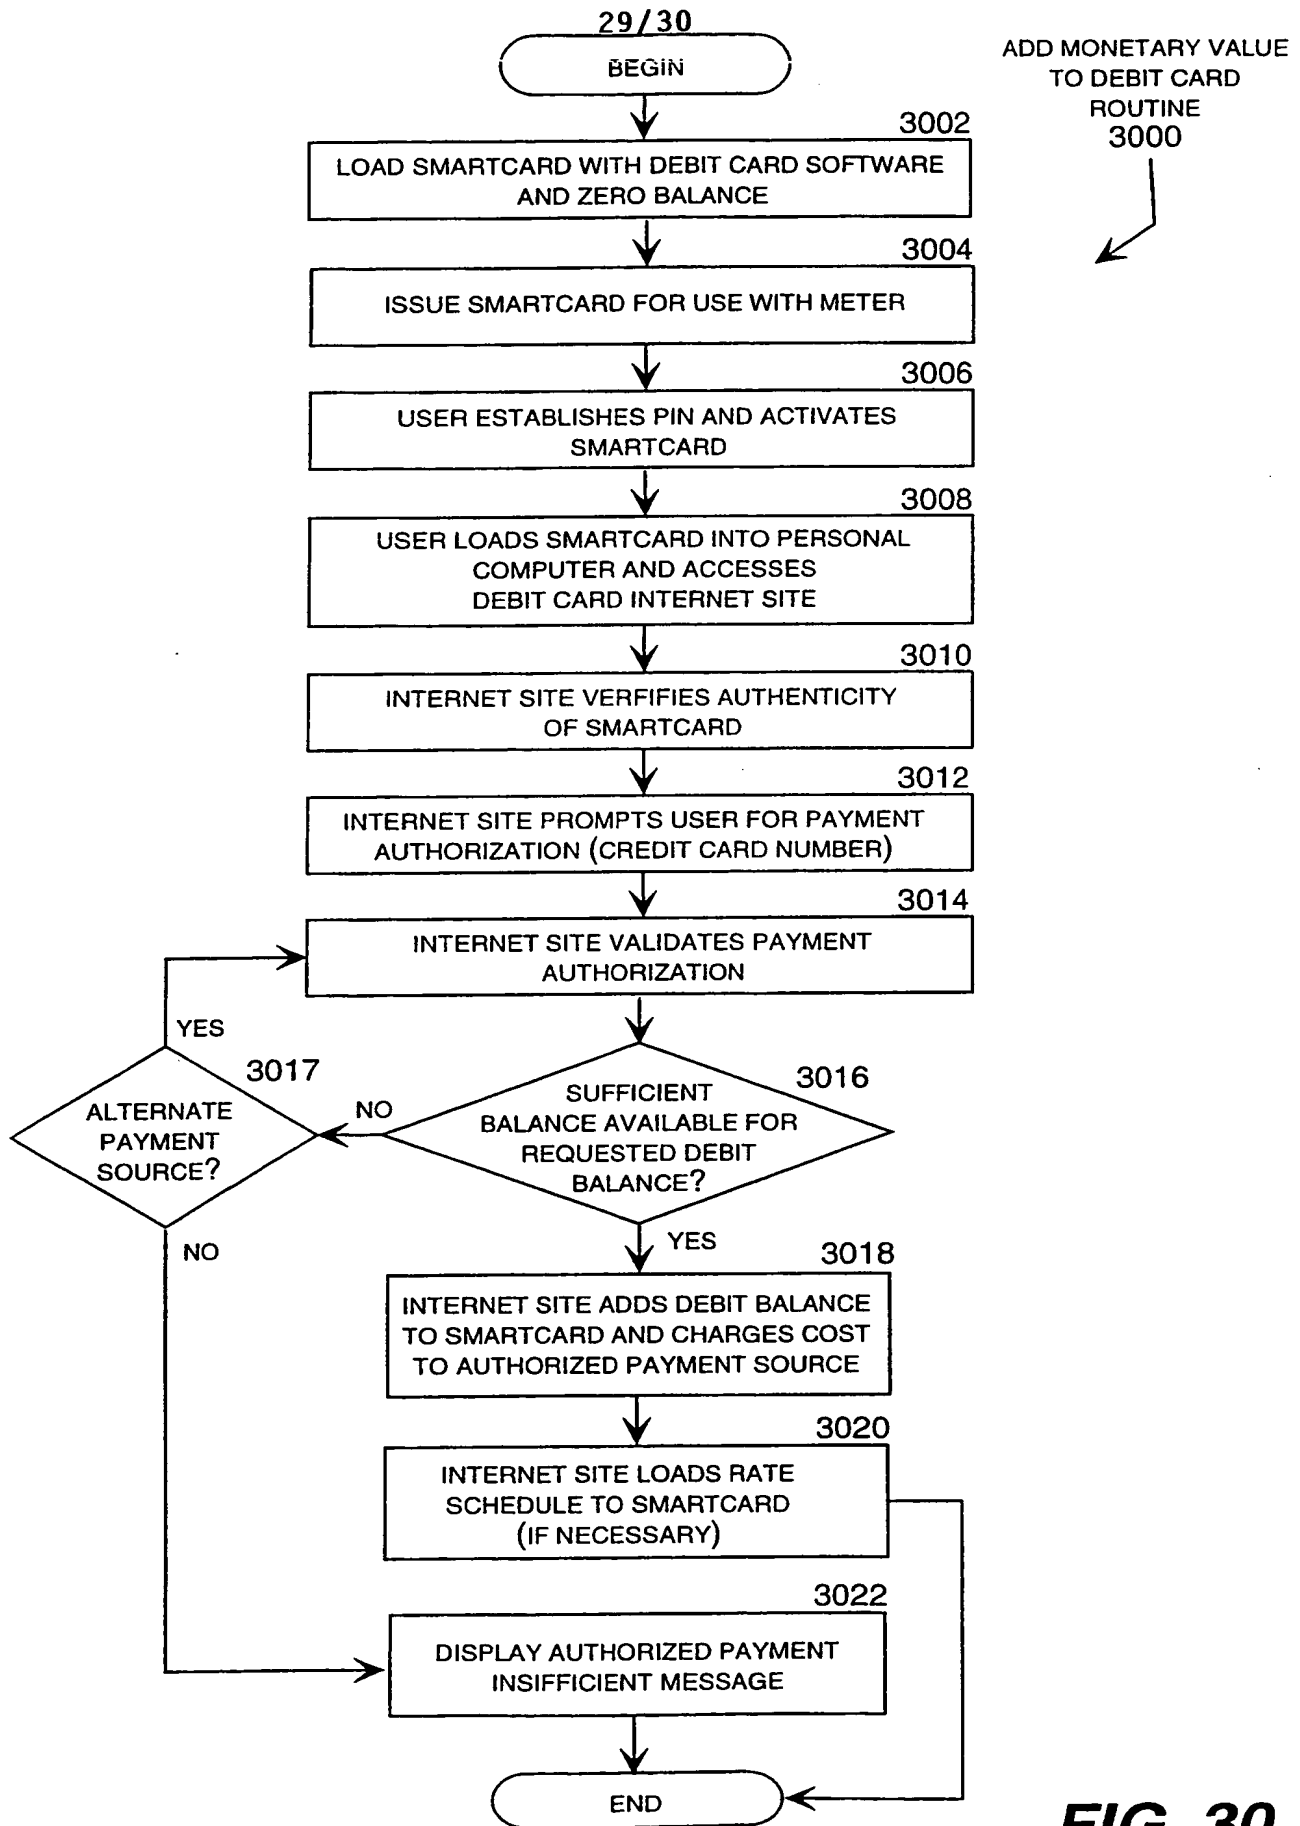 29/30
BEGIN
ADD MONETARY VALUE
TO DEBIT CARD
ROUTINE
3000
3002
LOAD SMARTCARD WITH DEBIT CARD SOFTWARE
AND ZERO BALANCE
3004
ISSUE SMARTCARD FOR USE WITH METER
3006
USER ESTABLISHES PIN AND ACTIVATES
SMARTCARD
3008
USER LOADS SMARTCARD INTO PERSONAL
COMPUTER AND ACCESSES
DEBIT CARD INTERNET SITE
3010
INTERNET SITE VERFIFIES AUTHENTICITY
OF SMARTCARD
3012
INTERNET SITE PROMPTS USER FOR PAYMENT
AUTHORIZATION (CREDIT CARD NUMBER)
3014
INTERNET SITE VALIDATES PAYMENT
AUTHORIZATION
YES
3017
ALTERNATE
PAYMENT
SOURCE?
NO
3016
SUFFICIENT
BALANCE AVAILABLE FOR
REQUESTED DEBIT
BALANCE?
NO
YES
3018
INTERNET SITE ADDS DEBIT BALANCE
TO SMARTCARD AND CHARGES COST
TO AUTHORIZED PAYMENT SOURCE
3020
INTERNET SITE LOADS RATE
SCHEDULE TO SMARTCARD
(IF NECESSARY)
3022
DISPLAY AUTHORIZED PAYMENT
INSIFFICIENT MESSAGE
END
FIG. 30